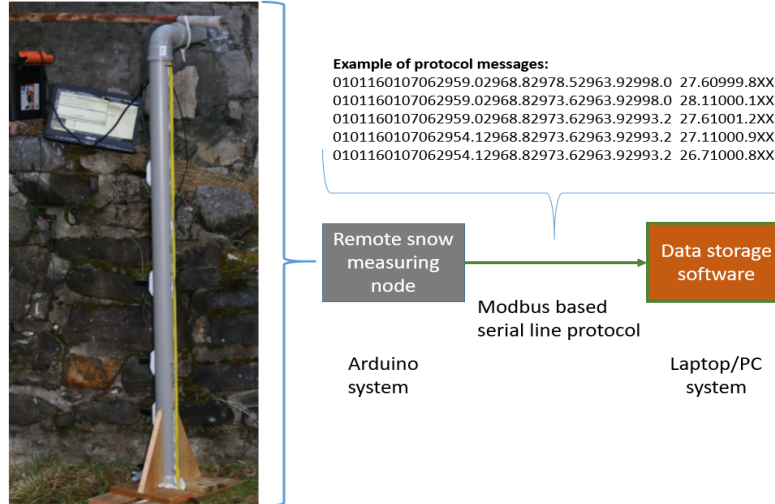 Example of protocol messages:
0101160107062959.02968.82978.52963.92998.0 27.60999.8XX
0101160107062959.02968.82973.62963.92998.0 28.11000.1XX
0101160107062959.02968.82973.62963.92993.2 27.61001.2XX
0101160107062954.12968.82973.62963.92993.2 27.11000.9XX
0101160107062954.12968.82973.62963.92993.2 26.71000.8XX
Remote snow
measuring
node
Data storage
software
Modbus based
serial line protocol
Arduino
system
Laptop/PC
system